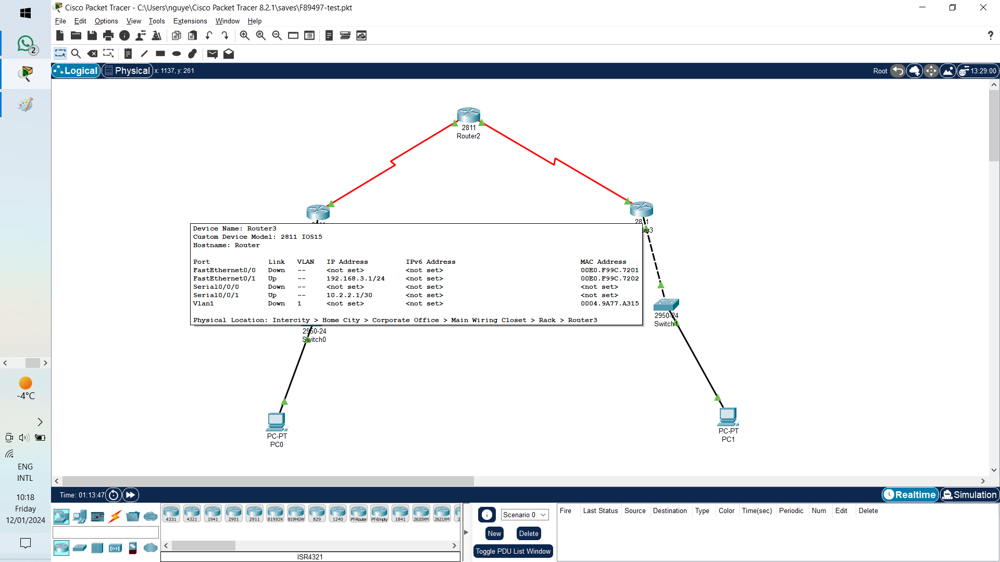 Cisco Packet Tracer - C:\Users\nguye\Cisco Packet Tracer 8.2.1\saves\F89497-test.pkt
File Edit Options View Tools Extensions Window Help
?
2
Logical Physical x: 1137, y: 261
Root 13:29:00
2811
Router2
2811
er3
Device Name: Router3
Custom Device Model: 2811 IOS15
Hostname: Router
Port Link VLAN IP Address IPv6 Address MAC Address
FastEthernet0/0 Down -- <not set> <not set> 00E0.F99C.7201
FastEthernet0/1 Up -- 192.168.3.1/24 <not set> 00E0.F99C.7202
Serial0/0/0 Down -- <not set> <not set> <not set>
Serial0/0/1 Up -- 10.2.2.1/30 <not set> <not set>
Vlan1 Down 1 <not set> <not set> 0004.9A77.A315
Physical Location: Intercity > Home City > Corporate Office > Main Wiring Closet > Rack > Router3
2950-24
Switch0
2950-24
Switch1
PC-PT
PC0
PC-PT
PC1
-4°C
ENG
INTL
10:18
Friday
12/01/2024
Time: 01:13:47
Realtime Simulation
4331 4321 1941 2901 2911 819IOX 819HGW 829 1240 PT-Router PT-Empty 1841 2620XM 2621XM 2
ISR4321
Scenario 0
New Delete
Toggle PDU List Window
Fire Last Status Source Destination Type Color Time(sec) Periodic Num Edit Delete